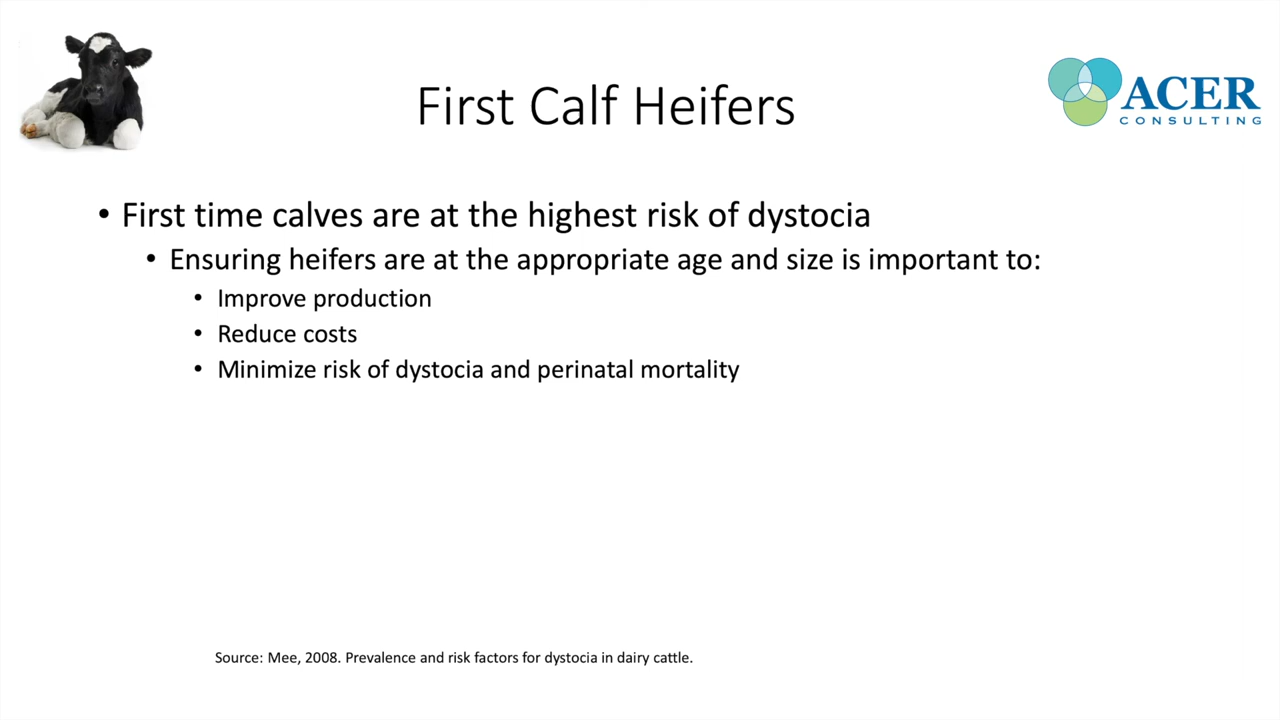 First Calf Heifers
ACER
CONSULTING
• First time calves are at the highest risk of dystocia
• Ensuring heifers are at the appropriate age and size is important to:
• Improve production
• Reduce costs
• Minimize risk of dystocia and perinatal mortality
Source: Mee, 2008. Prevalence and risk factors for dystocia in dairy cattle.